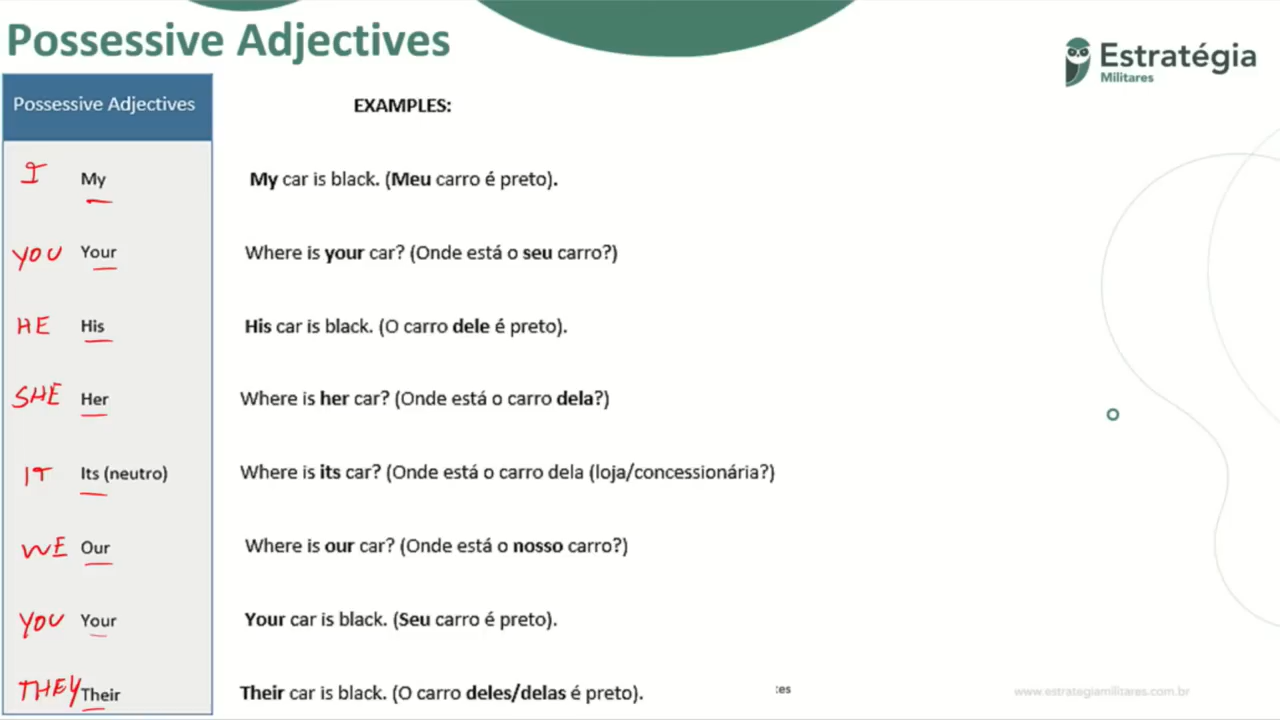 Possessive Adjectives
Estratégia
Militares
Possessive Adjectives
EXAMPLES:
I My My car is black. (Meu carro é preto).
YOU Your Where is your car? (Onde está o seu carro?)
HE His His car is black. (O carro dele é preto).
SHE Her Where is her car? (Onde está o carro dela?)
IT Its (neutro) Where is its car? (Onde está o carro dela (loja/concessionária?)
WE Our Where is our car? (Onde está o nosso carro?)
YOU Your Your car is black. (Seu carro é preto).
THEY Their Their car is black. (O carro deles/delas é preto).
www.estrategiamilitares.com.br